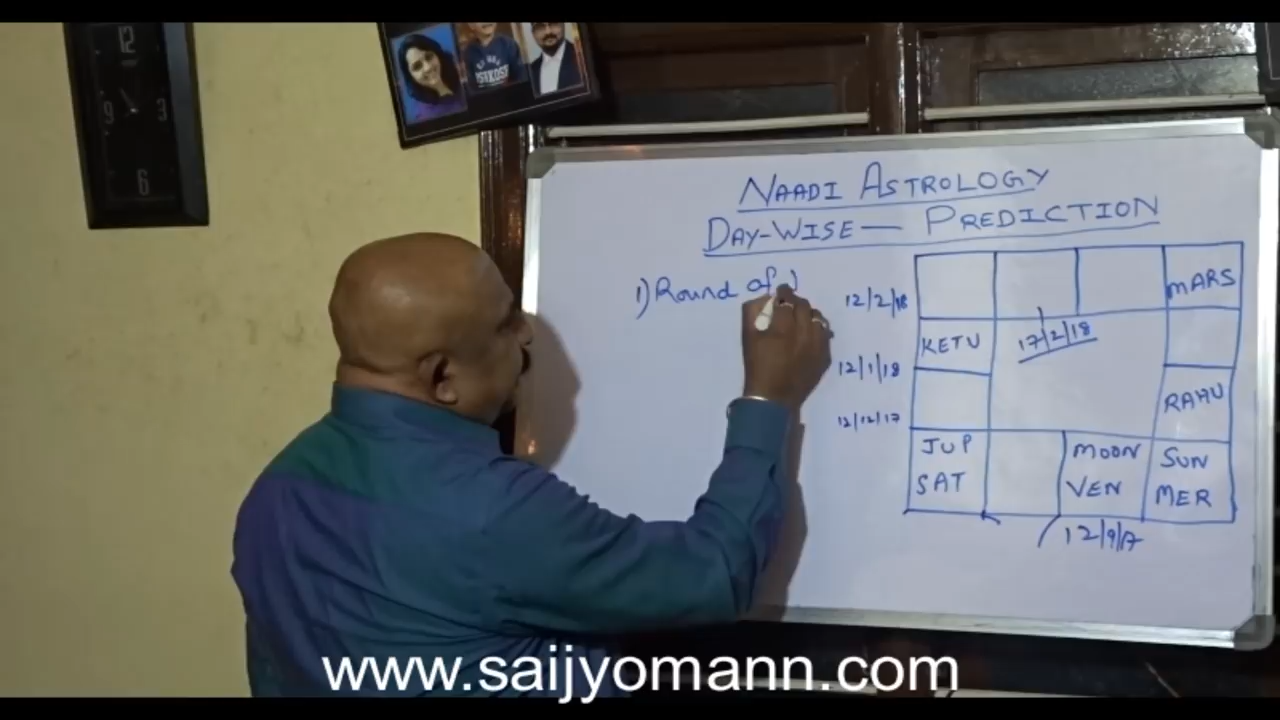 12
9 3
6
NAADI ASTROLOGY
DAY-WISE — PREDICTION
1) Round of
12/2/18
MARS
KETU
17/2/18
12/1/18
RAHU
12/12/17
JUP
SAT
MOON
VEN
SUN
MER
12/9/17
www.saijyomann.com